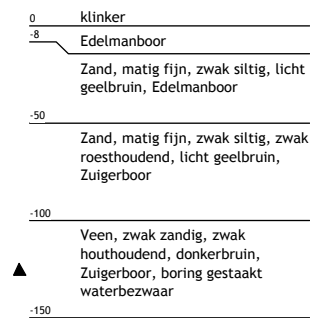 0 klinker
-8 Edelmanboor
Zand, matig fijn, zwak siltig, licht
geelbruin, Edelmanboor
-50
Zand, matig fijn, zwak siltig, zwak
roesthoudend, licht geelbruin,
Zuigerboor
-100
Veen, zwak zandig, zwak
houthoudend, donkerbruin,
Zuigerboor, boring gestaakt
waterbezwaar
-150